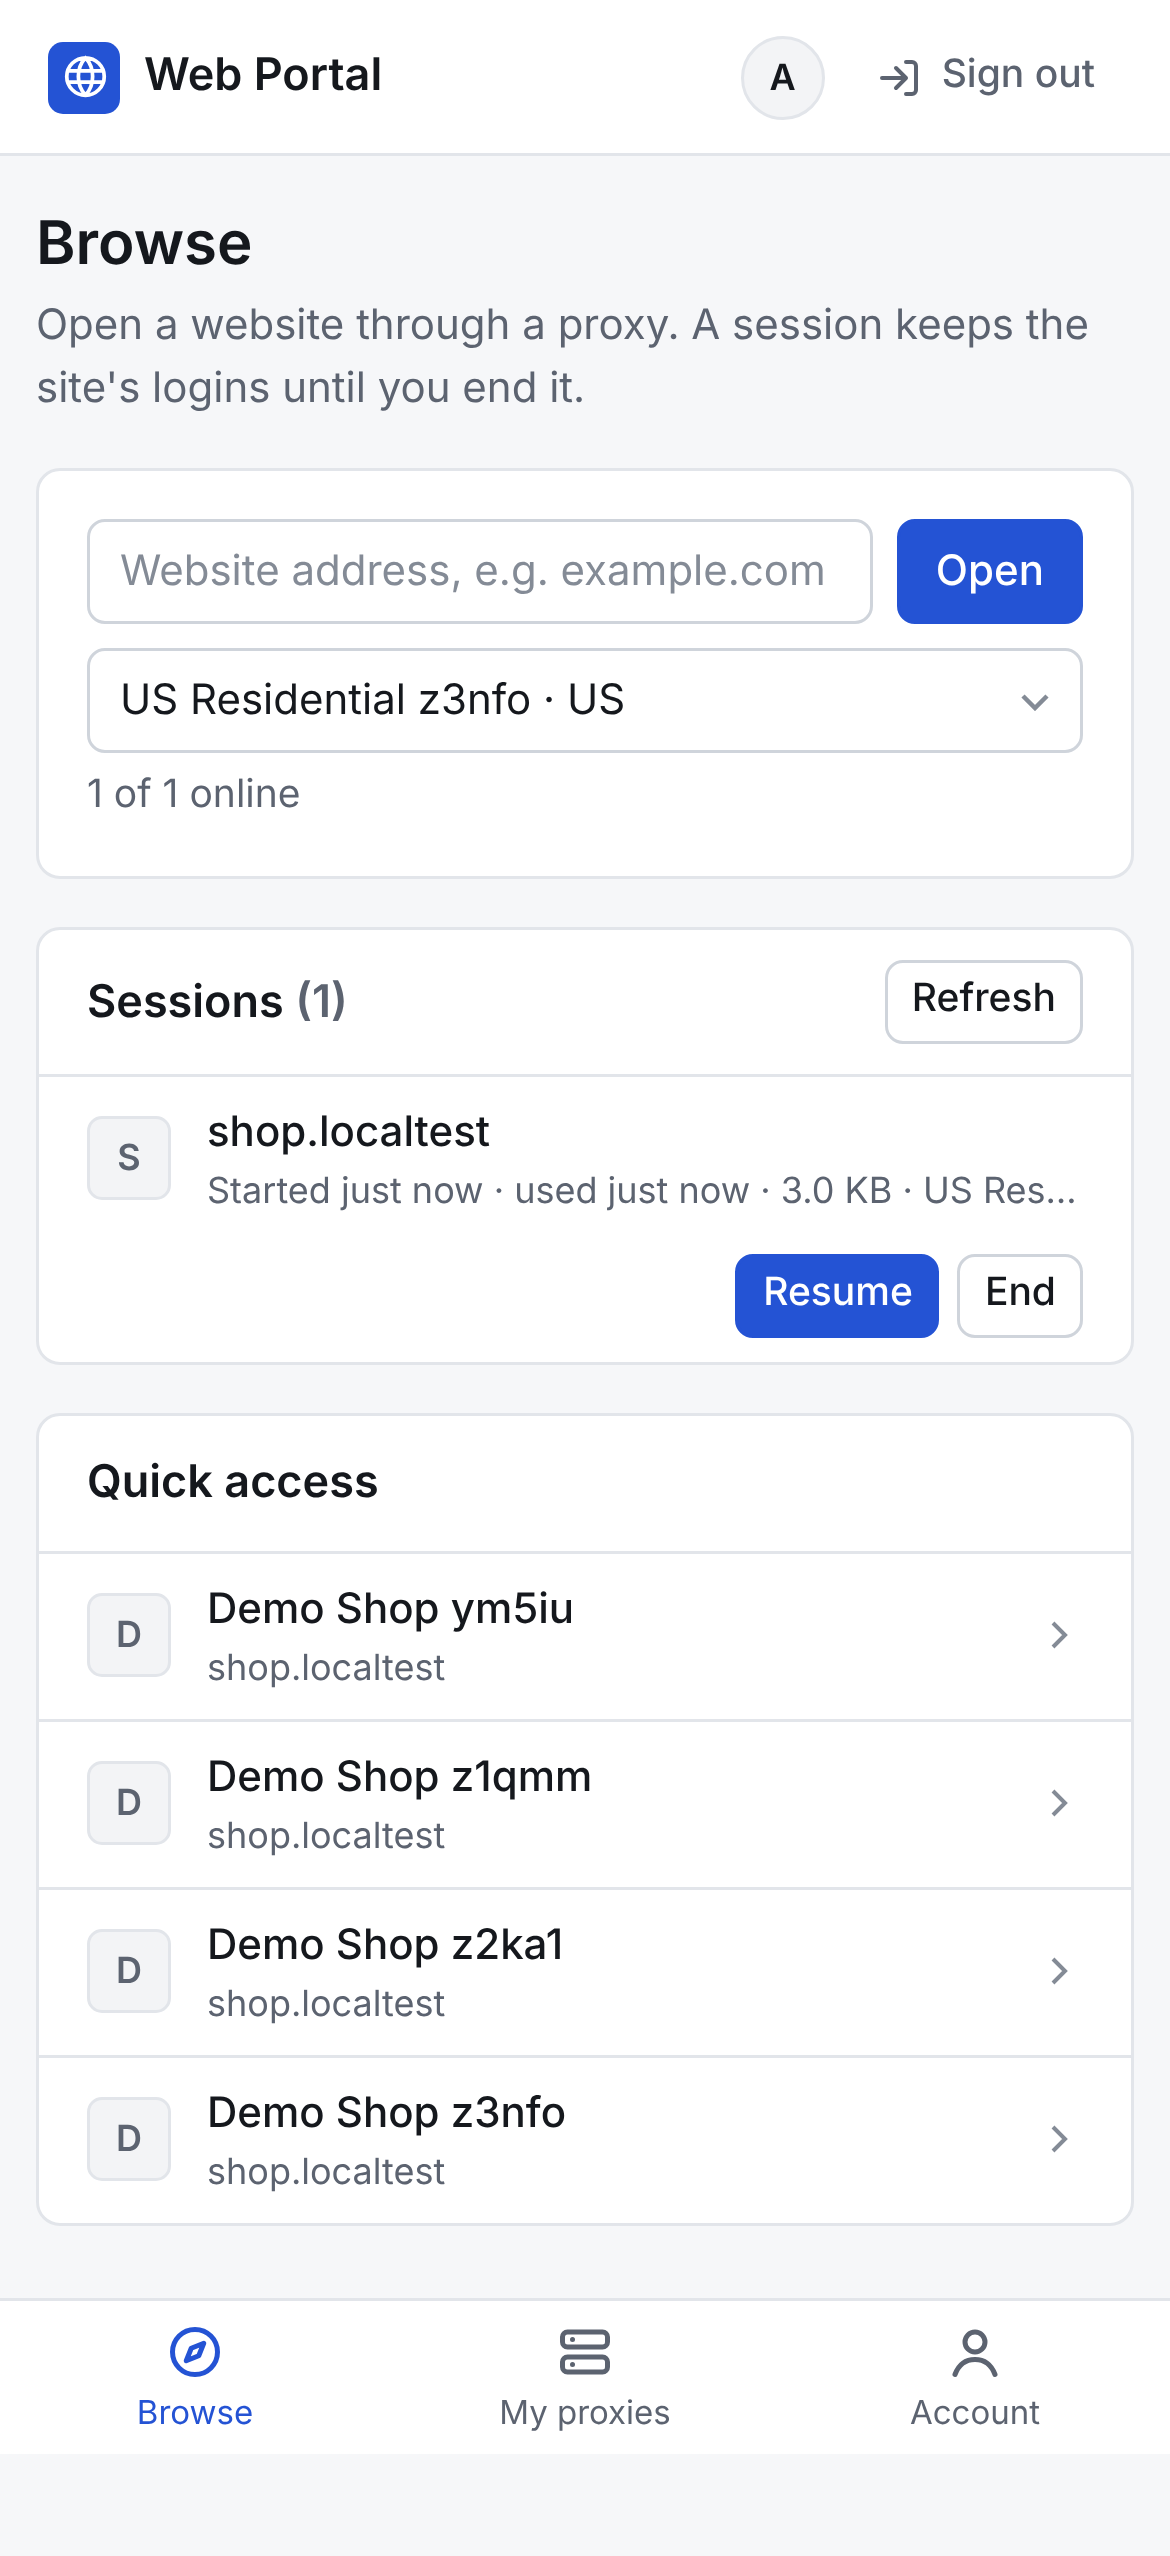 Web Portal
A
Sign out
Browse
Open a website through a proxy. A session keeps the
site's logins until you end it.
Website address, e.g. example.com
Open
US Residential z3nfo · US
1 of 1 online
Sessions (1)
Refresh
S
shop.localtest
Started just now · used just now · 3.0 KB · US Res...
Resume
End
Quick access
D
Demo Shop ym5iu
shop.localtest
D
Demo Shop z1qmm
shop.localtest
D
Demo Shop z2ka1
shop.localtest
D
Demo Shop z3nfo
shop.localtest
Browse
My proxies
Account